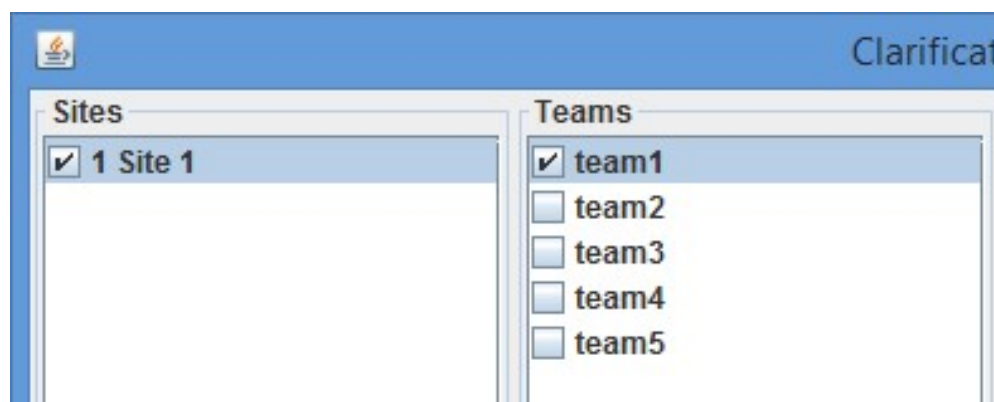 Clarificat
Sites
1 Site 1
Teams
team1
team2
team3
team4
team5